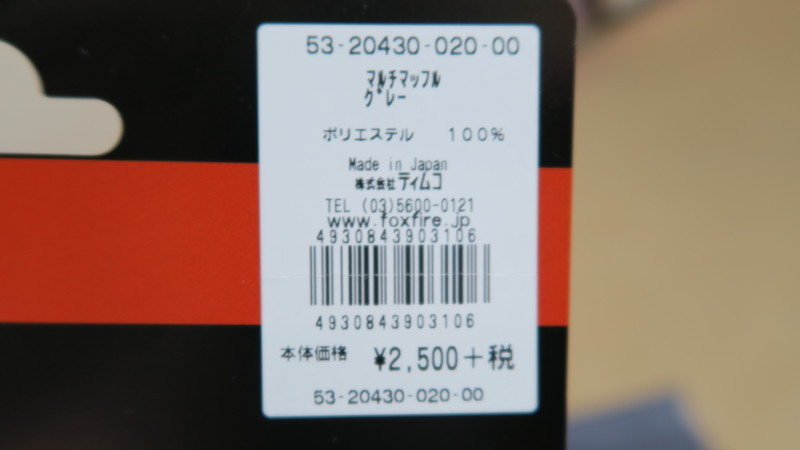 53-20430-020-00
マルチマッフル
グレー
ポリエステル 100%
Made in Japan
株式会社ティムコ
TEL (03)5600-0121
www.foxfire.jp
4930843903106
4930843903106
本体価格 ¥2,500+税
53-20430-020-00